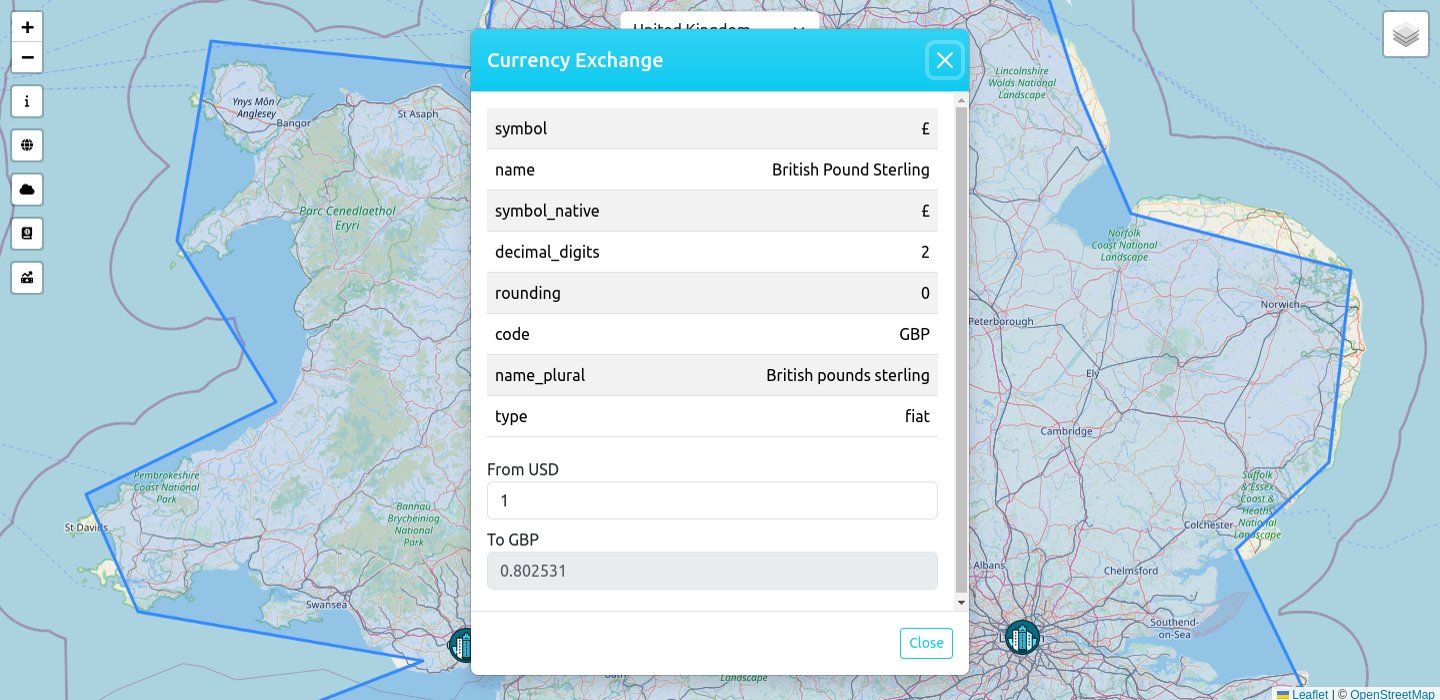 +
−
i
United Kingdom
Currency Exchange
symbol £
name British Pound Sterling
symbol_native £
decimal_digits 2
rounding 0
code GBP
name_plural British pounds sterling
type fiat
From USD
1
To GBP
0.802531
Close
Ynys Môn /
Anglesey
Bangor
St Asaph
Parc Cenedlaethol
Eryri
Pembrokeshire
Coast National
Park
St Davids
Bannau
Brycheiniog
National
Park
Swansea
Lincolnshire
Wolds National
Landscape
Norfolk
Coast National
Landscape
Norwich
Peterborough
Ely
Cambridge
Suffolk
& Essex
Coast &
Heaths
National
Landscape
Colchester
Albans
Chelmsford
Southend-
on-Sea
Landscape
Leaflet | © OpenStreetMap